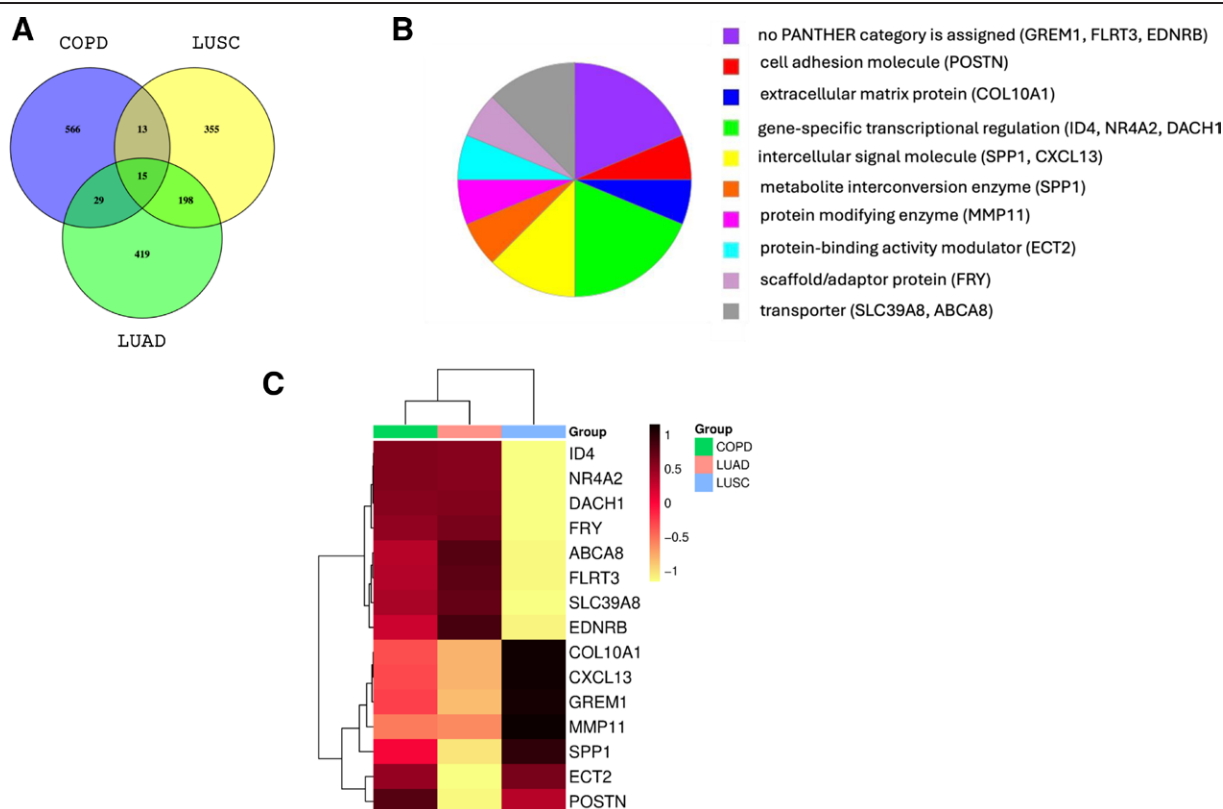 A
COPD
LUSC
566
13
355
15
29
198
419
LUAD
B
no PANTHER category is assigned (GREM1, FLRT3, EDNRB)
cell adhesion molecule (POSTN)
extracellular matrix protein (COL10A1)
gene-specific transcriptional regulation (ID4, NR4A2, DACH1
intercellular signal molecule (SPP1, CXCL13)
metabolite interconversion enzyme (SPP1)
protein modifying enzyme (MMP11)
protein-binding activity modulator (ECT2)
scaffold/adaptor protein (FRY)
transporter (SLC39A8, ABCA8)
C
Group
ID4
NR4A2
DACH1
FRY
ABCA8
FLRT3
SLC39A8
EDNRB
COL10A1
CXCL13
GREM1
MMP11
SPP1
ECT2
POSTN
1
0.5
0
−0.5
−1
Group
COPD
LUAD
LUSC